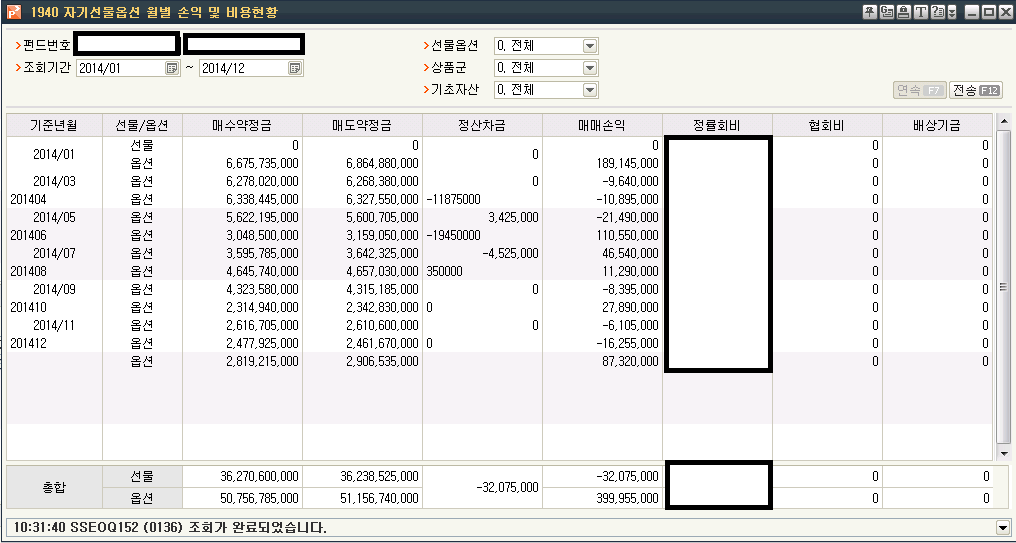 1940 자기선물옵션 월별 손익 및 비용현황
펀드번호
선물옵션 0. 전체
조회기간 2014/01 ~ 2014/12
상품군 0. 전체
기초자산 0. 전체
연속 F7 전송 F12
기준년월 선물/옵션 매수약정금 매도약정금 정산차금 매매손익 정률회비 협회비 배상기금
선물 0 0 0 0 0
2014/01 0
옵션 6,675,735,000 6,864,880,000 189,145,000 0 0
2014/03 옵션 6,278,020,000 6,268,380,000 0 -9,640,000 0 0
201404 옵션 6,338,445,000 6,327,550,000 -11875000 -10,895,000 0 0
2014/05 옵션 5,622,195,000 5,600,705,000 3,425,000 -21,490,000 0 0
201406 옵션 3,048,500,000 3,159,050,000 -19450000 110,550,000 0 0
2014/07 옵션 3,595,785,000 3,642,325,000 -4,525,000 46,540,000 0 0
201408 옵션 4,645,740,000 4,657,030,000 350000 11,290,000 0 0
2014/09 옵션 4,323,580,000 4,315,185,000 0 -8,395,000 0 0
201410 옵션 2,314,940,000 2,342,830,000 0 27,890,000 0 0
2014/11 옵션 2,616,705,000 2,610,600,000 0 -6,105,000 0 0
201412 옵션 2,477,925,000 2,461,670,000 0 -16,255,000 0 0
옵션 2,819,215,000 2,906,535,000 87,320,000 0 0
선물 36,270,600,000 36,238,525,000 -32,075,000 0 0
총합 -32,075,000
옵션 50,756,785,000 51,156,740,000 399,955,000 0 0
10:31:40 SSEOQ152 (0136) 조회가 완료되었습니다.